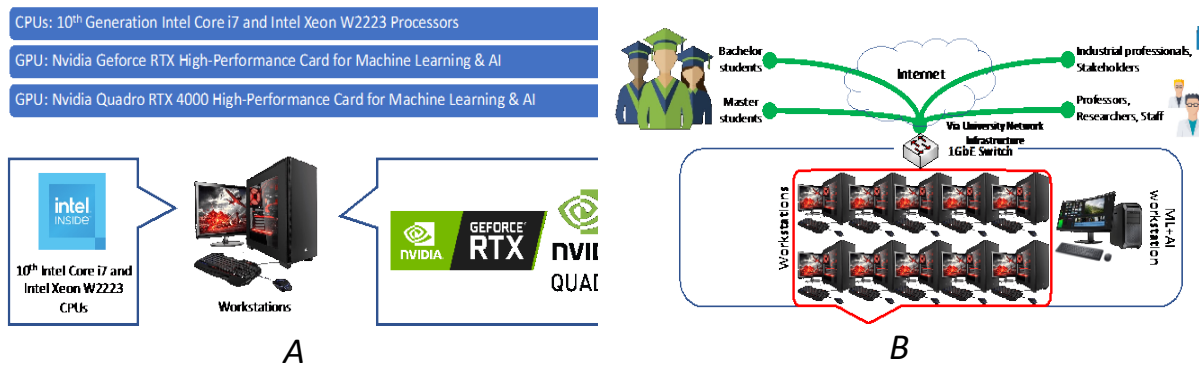 CPUs: 10th Generation Intel Core i7 and Intel Xeon W2223 Processors
GPU: Nvidia Geforce RTX High-Performance Card for Machine Learning & AI
GPU: Nvidia Quadro RTX 4000 High-Performance Card for Machine Learning & AI
intel
INSIDE
10th Intel Core i7 and
Intel Xeon W2223
CPUs
Workstations
NVIDIA
GEFORCE
RTX
NVID
QUAD
A
Bachelor
students
Master
students
Internet
Industrial professionals,
Stakeholders
Professors,
Researchers, Staff
Via University Network
Infrastructure
1GbE Switch
Workstations
ML+AI
workstation
B